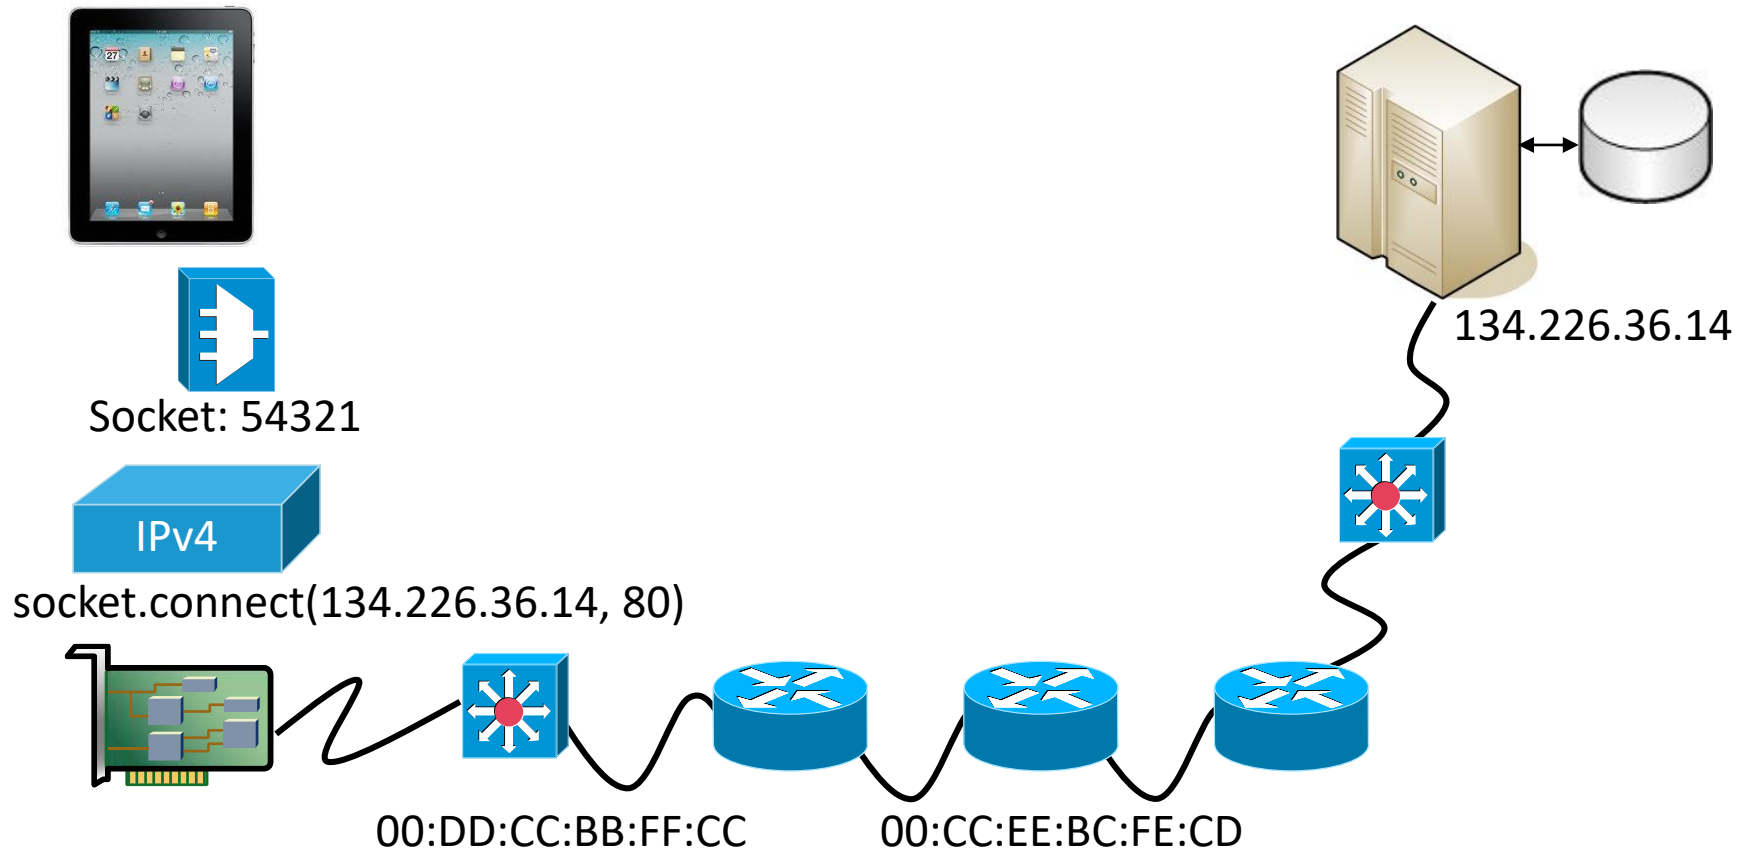 27
134.226.36.14
Socket: 54321
IPv4
socket.connect(134.226.36.14, 80)
00:DD:CC:BB:FF:CC
00:CC:EE:BC:FE:CD